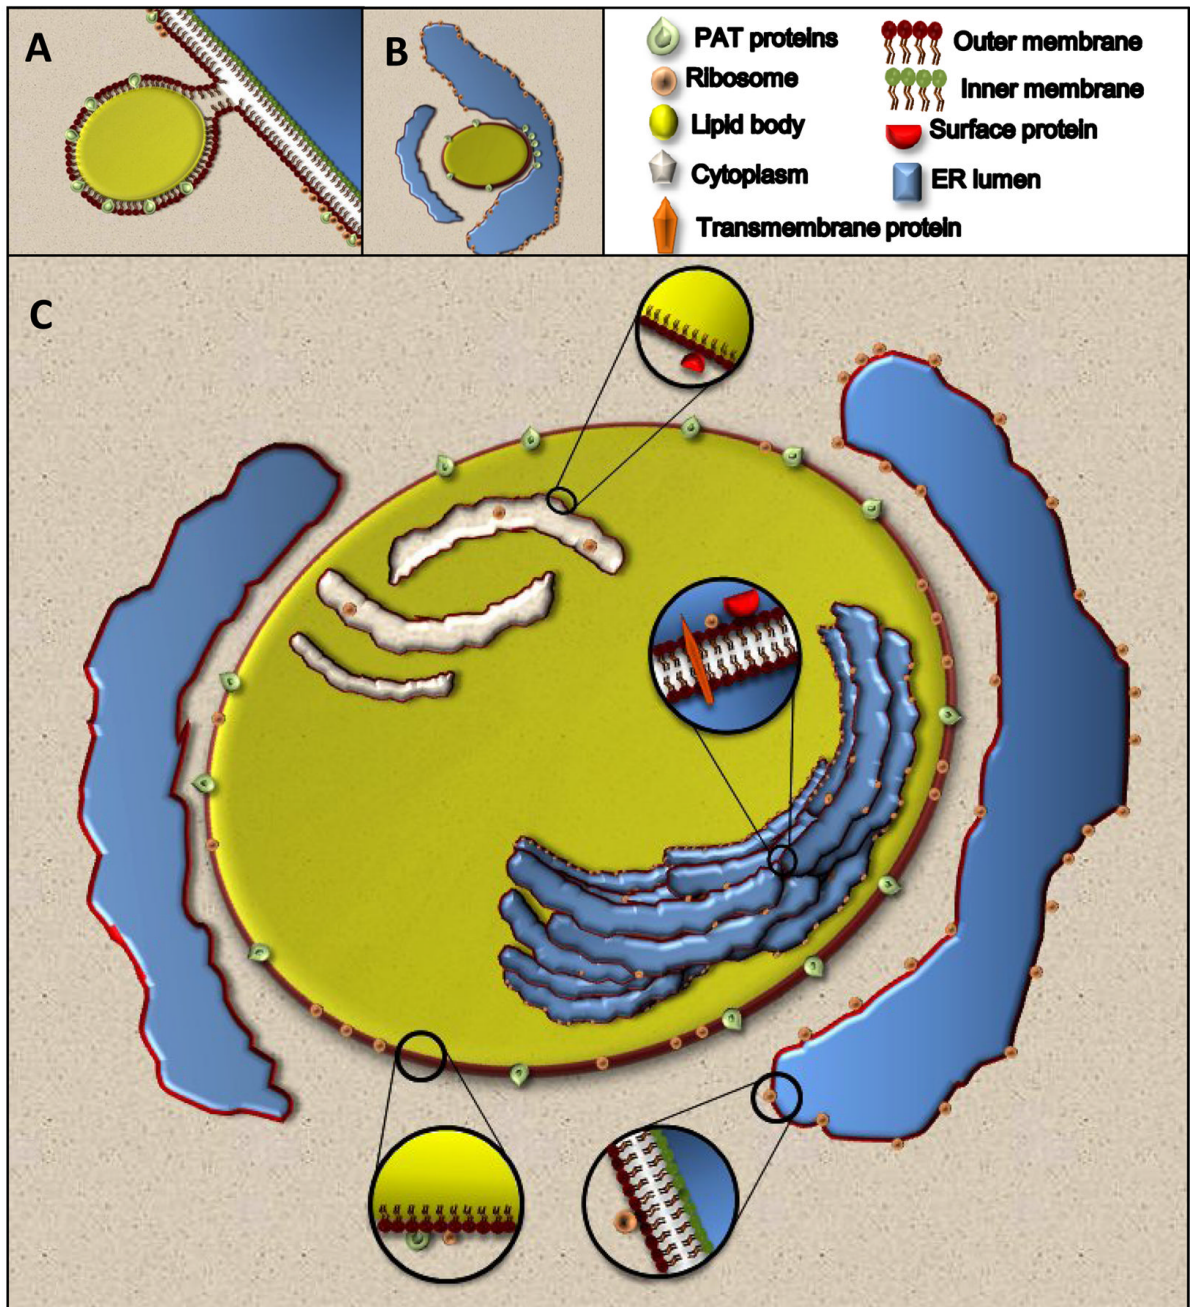 A
B
PAT proteins
Ribosome
Lipid body
Cytoplasm
Transmembrane protein
Outer membrane
Inner membrane
Surface protein
ER lumen
C